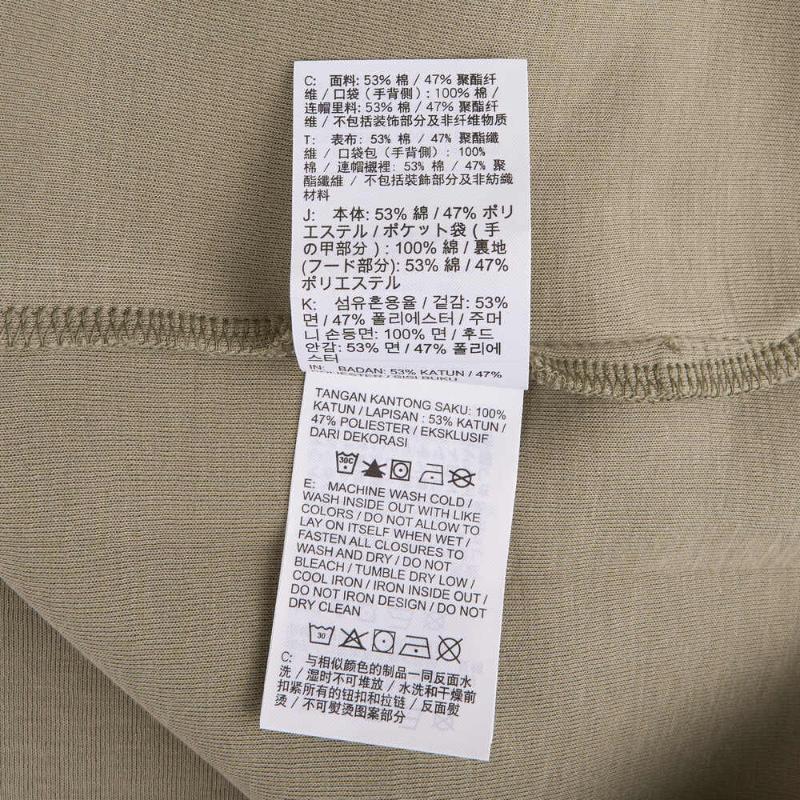 C: 面料: 53% 棉 / 47% 聚酯纤
维 / 口袋 (手背侧) : 100% 棉 /
连帽里料: 53% 棉 / 47% 聚酯纤
维 / 不包括装饰部分及非纤维物质
T: 表布: 53% 棉 / 47% 聚酯纖
維 / 口袋包 (手背側) : 100%
棉 / 連帽襯裡: 53% 棉 / 47% 聚
酯纖維 / 不包括裝飾部分及非紡織
材料
J: 本体: 53% 綿 / 47% ポリ
エステル / ポケット袋 ( 手
の甲部分 ) : 100% 綿 / 裏地
(フード部分): 53% 綿 / 47%
ポリエステル
K: 섬유혼용율 / 겉감: 53%
면 / 47% 폴리에스터 / 주머
니 손등면: 100% 면 / 후드
안감: 53% 면 / 47% 폴리에
스터
IN: BADAN: 53% KATUN / 47%
TANGAN KANTONG SAKU: 100%
KATUN / LAPISAN : 53% KATUN /
47% POLIESTER / EKSKLUSIF
DARI DEKORASI
30C
E: MACHINE WASH COLD /
WASH INSIDE OUT WITH LIKE
COLORS / DO NOT ALLOW TO
LAY ON ITSELF WHEN WET /
FASTEN ALL CLOSURES TO
WASH AND DRY / DO NOT
BLEACH / TUMBLE DRY LOW /
COOL IRON / IRON INSIDE OUT /
DO NOT IRON DESIGN / DO NOT
DRY CLEAN
30
C: 与相似颜色的制品一同反面水
洗 / 湿时不可堆放 / 水洗和干燥前
扣紧所有的钮扣和拉链 / 反面熨
烫 / 不可熨烫图案部分